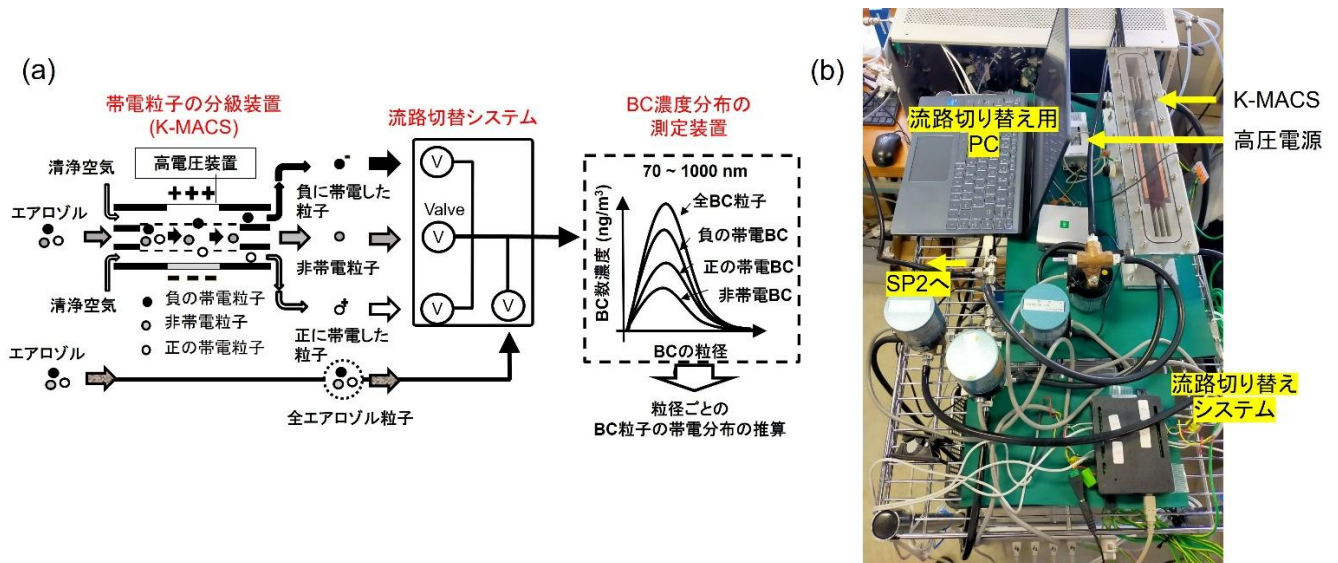 (a)
帯電粒子の分級装置
(K-MACS)
清浄空気
高電圧装置
+++
エアロゾル
清浄空気
負に帯電した
粒子
非帯電粒子
正に帯電した
粒子
負の帯電粒子
非帯電粒子
正の帯電粒子
エアロゾル
全エアロゾル粒子
流路切替システム
V
Valve
V
V
V
BC濃度分布の
測定装置
70 ~ 1000 nm
BC数濃度 (ng/m³)
全BC粒子
負の帯電BC
正の帯電BC
非帯電BC
BCの粒径
粒径ごとの
BC粒子の帯電分布の推算
(b)
流路切り替え用
PC
K-MACS
高圧電源
SP2へ
流路切り替え
システム